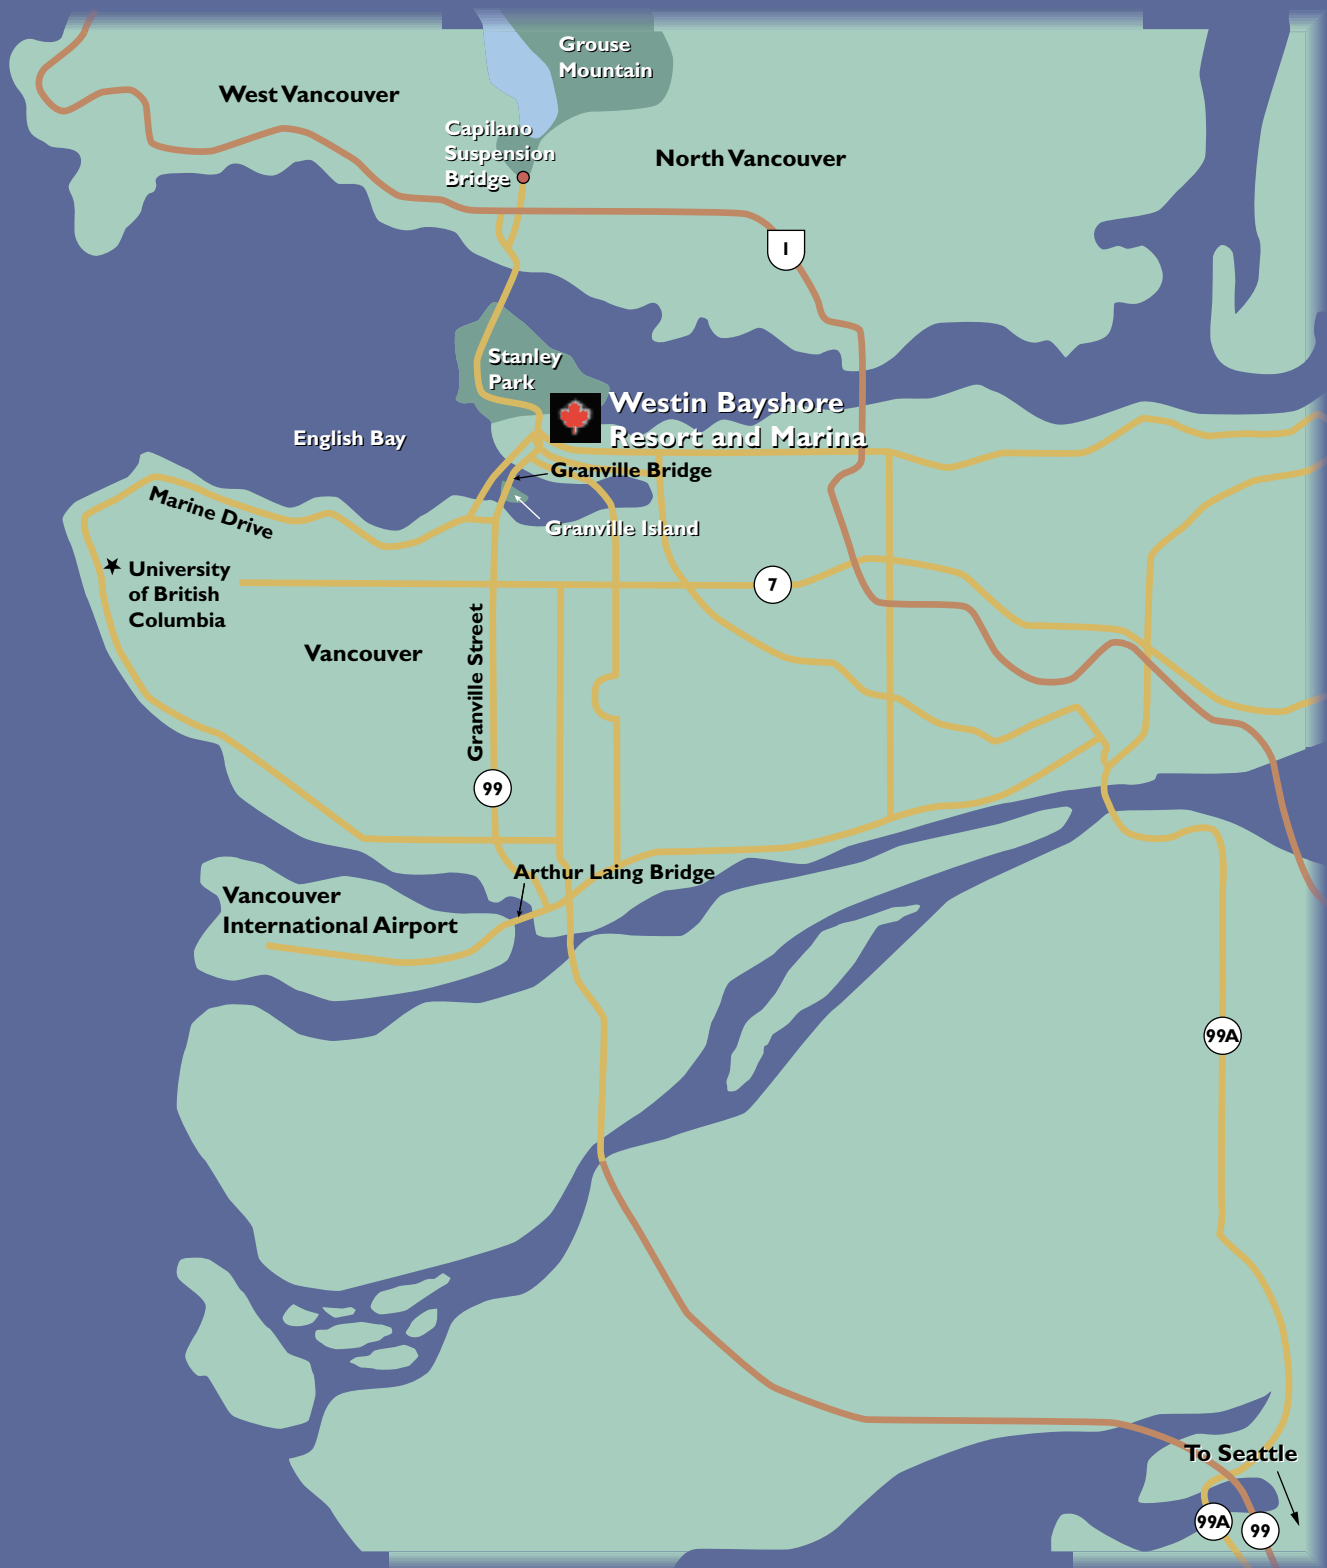 Grouse
Mountain
West Vancouver
Capilano
Suspension
Bridge
North Vancouver
1
Stanley
Park
Westin Bayshore
Resort and Marina
English Bay
Granville Bridge
Marine Drive
Granville Island
University
of British
Columbia
7
Vancouver
Granville Street
99
Arthur Laing Bridge
Vancouver
International Airport
99A
To Seattle
99A
99